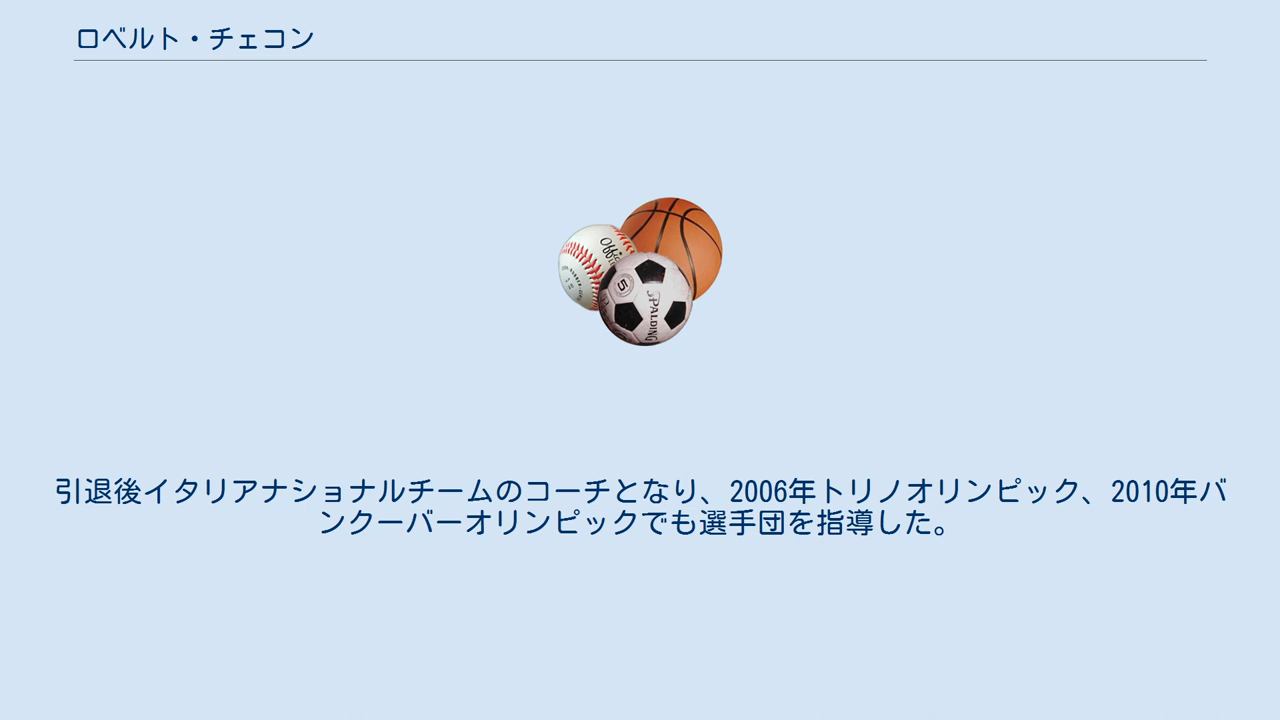 ロベルト・チェコン
Offic
5
SPALDING
引退後イタリアナショナルチームのコーチとなり、2006年トリノオリンピック、2010年バ
ンクーバーオリンピックでも選手団を指導した。